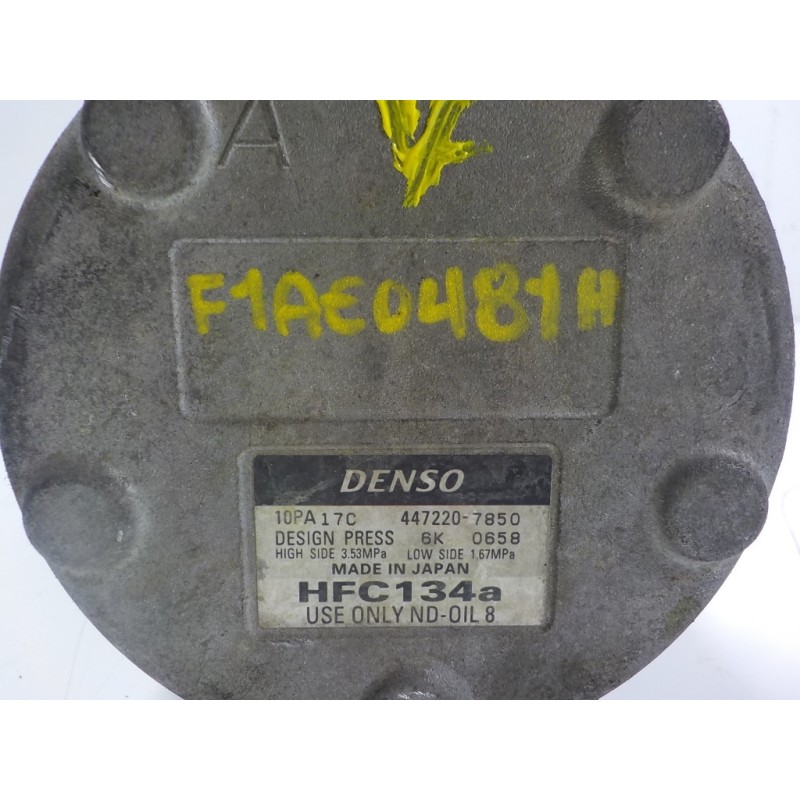 A
F1AE0481H
DENSO
10PA17C 447220-7850
DESIGN PRESS 6K 0658
HIGH SIDE 3.53MPa LOW SIDE 1.67MPa
MADE IN JAPAN
HFC134a
USE ONLY ND-OIL 8